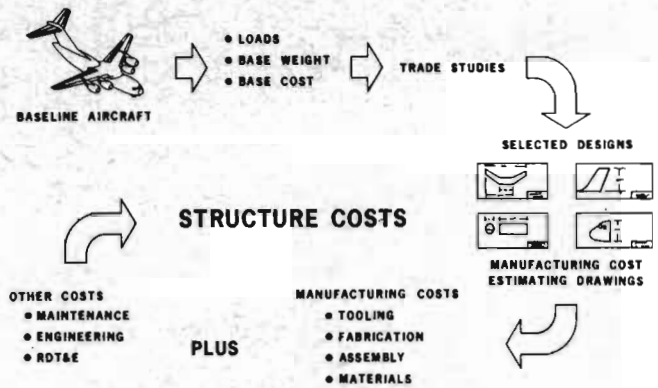 BASELINE AIRCRAFT
• LOADS
• BASE WEIGHT
• BASE COST
TRADE STUDIES
SELECTED DESIGNS
MANUFACTURING COST
ESTIMATING DRAWINGS
MANUFACTURING COSTS
• TOOLING
• FABRICATION
• ASSEMBLY
• MATERIALS
PLUS
OTHER COSTS
• MAINTENANCE
• ENGINEERING
• RDT&E
STRUCTURE COSTS